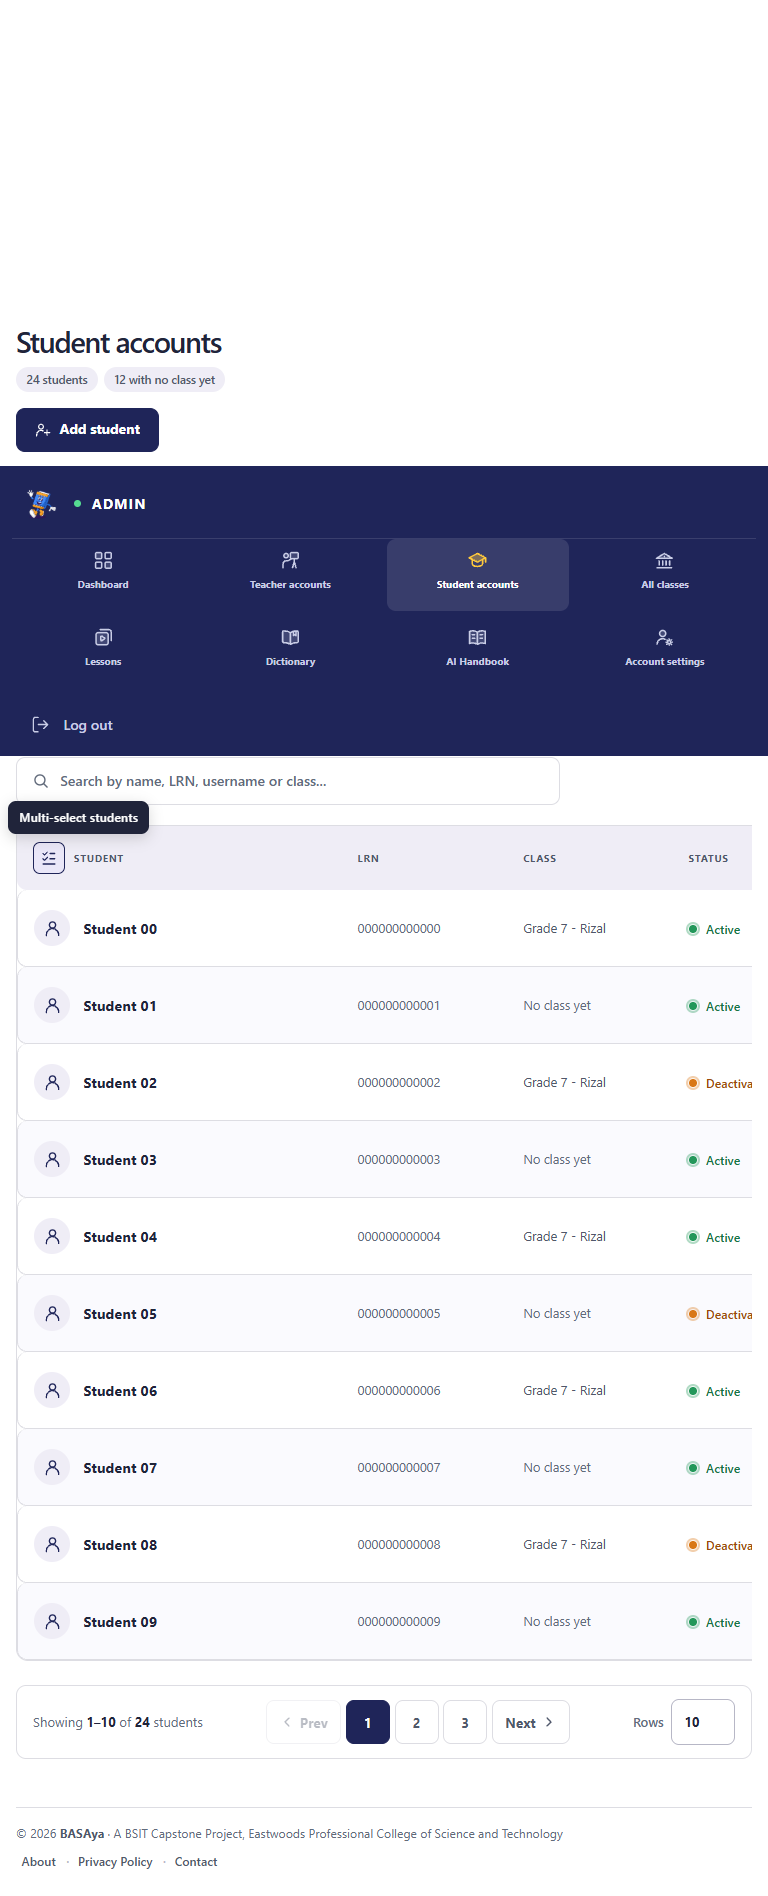 Student accounts
24 students 12 with no class yet
Add student
ADMIN
Dashboard Teacher accounts Student accounts All classes
Lessons Dictionary AI Handbook Account settings
Log out
Search by name, LRN, username or class...
Multi-select students
STUDENT LRN CLASS STATUS
Student 00 000000000000 Grade 7 - Rizal Active
Student 01 000000000001 No class yet Active
Student 02 000000000002 Grade 7 - Rizal Deactiva
Student 03 000000000003 No class yet Active
Student 04 000000000004 Grade 7 - Rizal Active
Student 05 000000000005 No class yet Deactiva
Student 06 000000000006 Grade 7 - Rizal Active
Student 07 000000000007 No class yet Active
Student 08 000000000008 Grade 7 - Rizal Deactiva
Student 09 000000000009 No class yet Active
Showing 1–10 of 24 students Prev 1 2 3 Next Rows 10
© 2026 BASAya · A BSIT Capstone Project, Eastwoods Professional College of Science and Technology
About · Privacy Policy · Contact